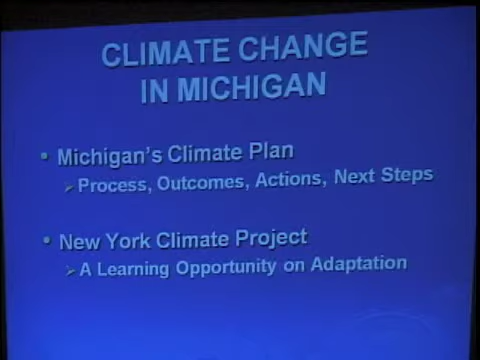 CLIMATE CHANGE
IN MICHIGAN
• Michigan's Climate Plan
➢ Process, Outcomes, Actions, Next Steps
• New York Climate Project
➢ A Learning Opportunity on Adaptation